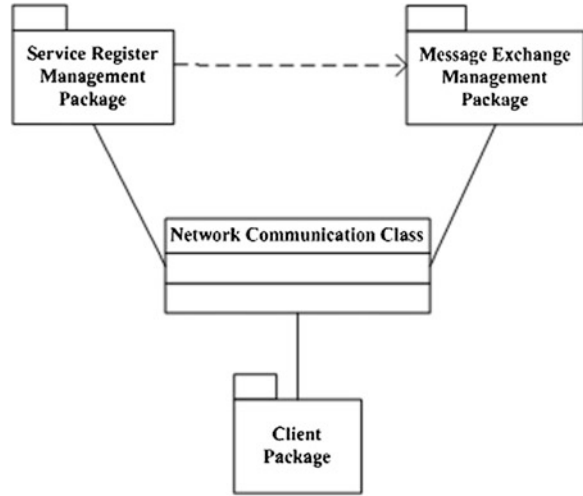 Service Register
Management
Package
Message Exchange
Management
Package
Network Communication Class
Client
Package